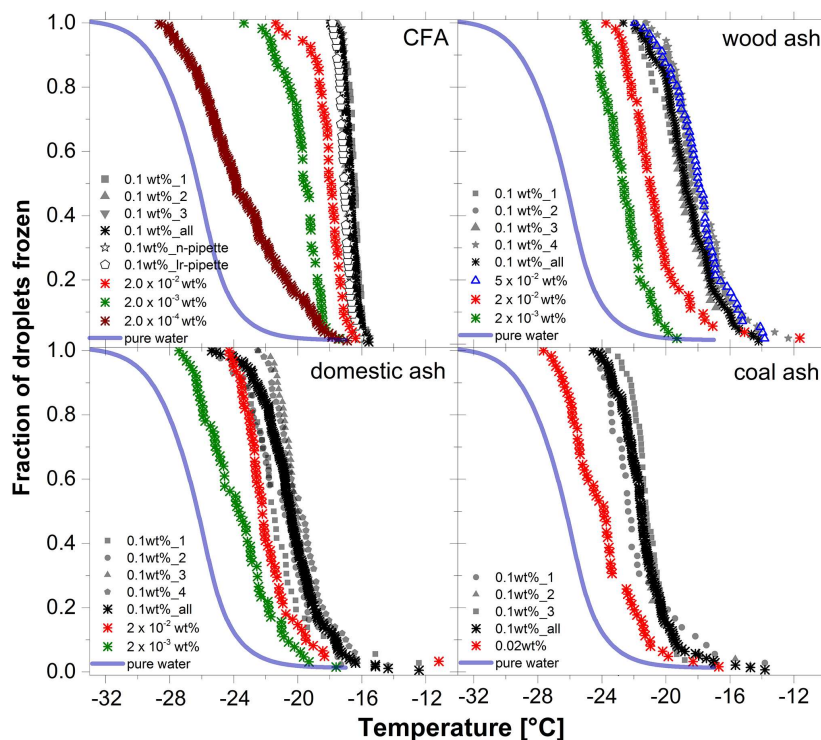 CFA
0.1 wt%_1
0.1 wt%_2
0.1 wt%_3
0.1 wt%_all
0.1wt%_n-pipette
0.1wt%_lr-pipette
2.0 x 10⁻² wt%
2.0 x 10⁻³ wt%
2.0 x 10⁻⁴ wt%
pure water
1.0
0.8
0.6
0.4
0.2
wood ash
0.1 wt%_1
0.1 wt%_2
0.1 wt%_3
0.1 wt%_4
0.1 wt%_all
5 x 10⁻² wt%
2 x 10⁻² wt%
2 x 10⁻³ wt%
pure water
domestic ash
0.1wt%_1
0.1wt%_2
0.1wt%_3
0.1wt%_4
0.1wt%_all
2 x 10⁻² wt%
2 x 10⁻³ wt%
pure water
1.0
0.8
0.6
0.4
0.2
0.0
coal ash
0.1wt%_1
0.1wt%_2
0.1wt%_3
0.1wt%_all
0.02wt%
pure water
-32 -28 -24 -20 -16
-32 -28 -24 -20 -16 -12
Fraction of droplets frozen
Temperature [°C]